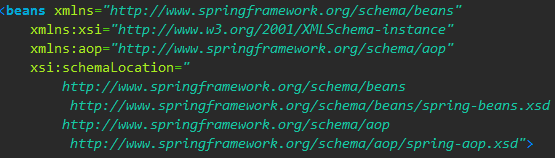 <beans xmlns="http://www.springframework.org/schema/beans"
xmlns:xsi="http://www.w3.org/2001/XMLSchema-instance"
xmlns:aop="http://www.springframework.org/schema/aop"
xsi:schemaLocation="
http://www.springframework.org/schema/beans
http://www.springframework.org/schema/beans/spring-beans.xsd
http://www.springframework.org/schema/aop
http://www.springframework.org/schema/aop/spring-aop.xsd">